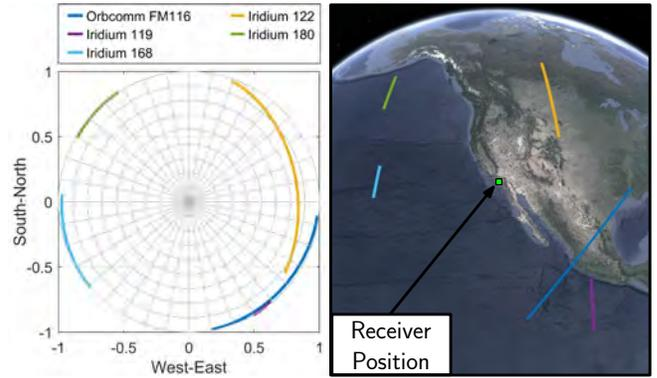 Orbcomm FM116
Iridium 122
Iridium 119
Iridium 180
Iridium 168
1
0.5
0
-0.5
-1
South-North
-1
-0.5
0
0.5
1
West-East
Receiver
Position